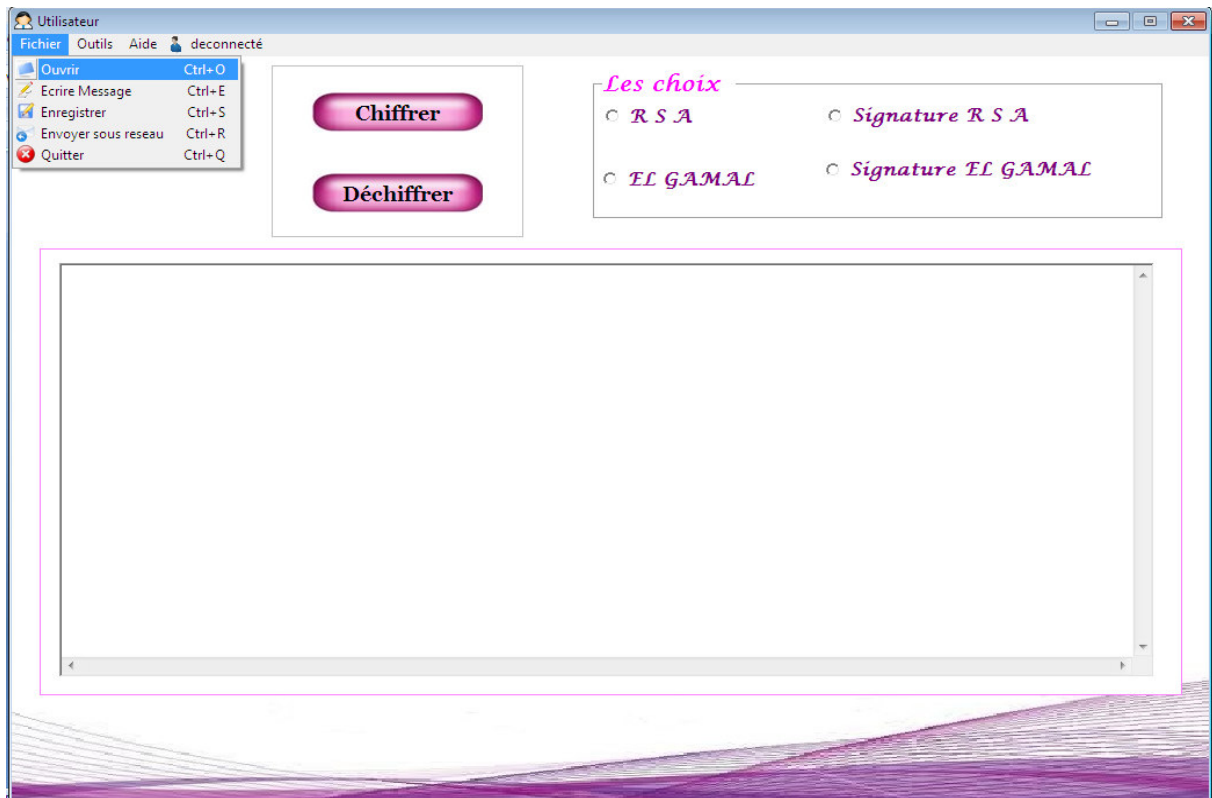 Utilisateur
Fichier Outils Aide deconnecté
Ouvrir Ctrl+O
Ecrire Message Ctrl+E
Enregistrer Ctrl+S
Envoyer sous reseau Ctrl+R
Quitter Ctrl+Q
Chiffrer
Déchiffrer
Les choix
R S A
Signature R S A
EL GAMAL
Signature EL GAMAL